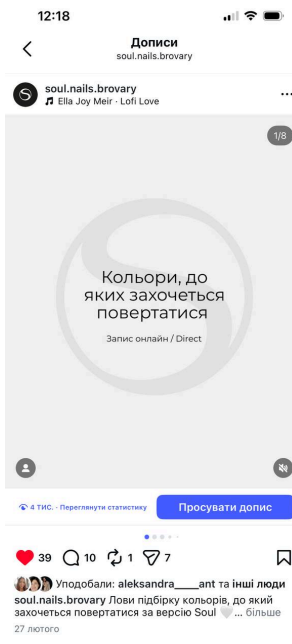 12:18
Дописи
soul.nails.brovary
soul.nails.brovary
Ella Joy Meir · Lofi Love
1/8
Кольори, до
яких захочеться
повертатися
Запис онлайн / Direct
4 ТИС. · Переглянути статистику
Просувати допис
39 10 1 7
Уподобали: aleksandra____ant та інші люди
soul.nails.brovary Лови підбірку кольорів, до який
захочеться повертатися за версію Soul 🤍... більше
27 лютого